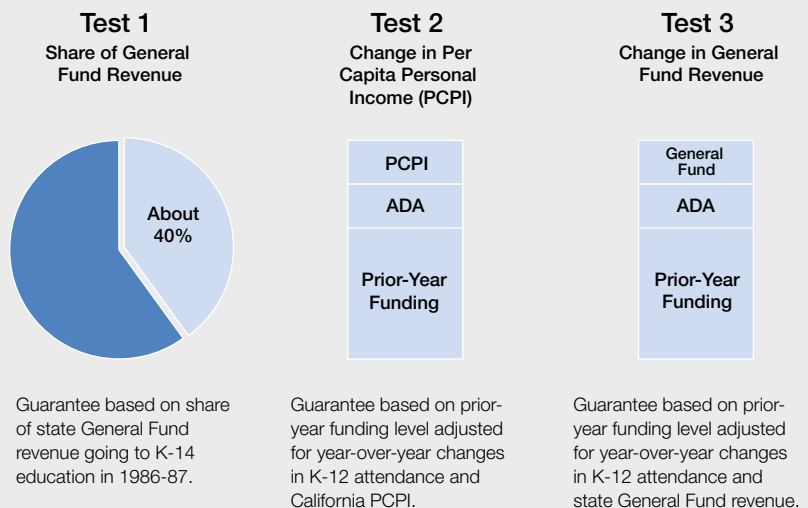 Test 1
Share of General
Fund Revenue
About
40%
Guarantee based on share
of state General Fund
revenue going to K-14
education in 1986-87.
Test 2
Change in Per
Capita Personal
Income (PCPI)
PCPI
ADA
Prior-Year
Funding
Guarantee based on prior-
year funding level adjusted
for year-over-year changes
in K-12 attendance and
California PCPI.
Test 3
Change in General
Fund Revenue
General
Fund
ADA
Prior-Year
Funding
Guarantee based on prior-
year funding level adjusted
for year-over-year changes
in K-12 attendance and
state General Fund revenue.